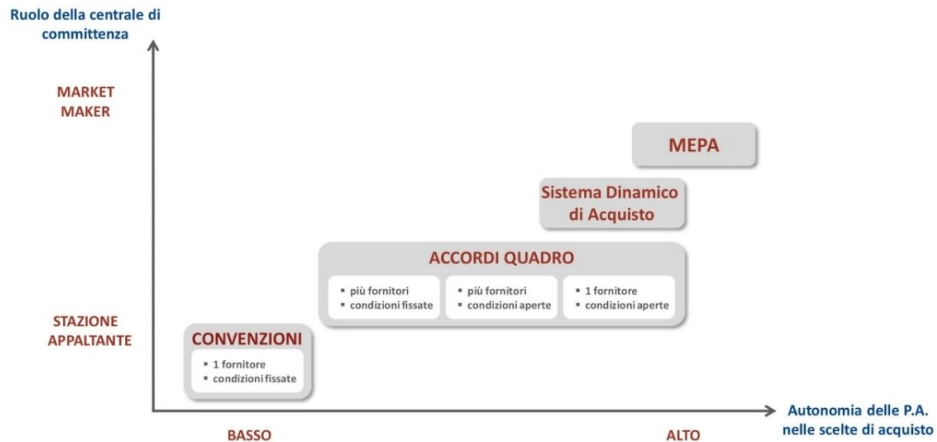 Ruolo della centrale di
committenza
MARKET
MAKER
MEPA
Sistema Dinamico
di Acquisto
ACCORDI QUADRO
▪ più fornitori
▪ condizioni fissate
▪ più fornitori
▪ condizioni aperte
▪ 1 fornitore
▪ condizioni aperte
STAZIONE
APPALTANTE
CONVENZIONI
▪ 1 fornitore
▪ condizioni fissate
Autonomia delle P.A.
nelle scelte di acquisto
BASSO
ALTO